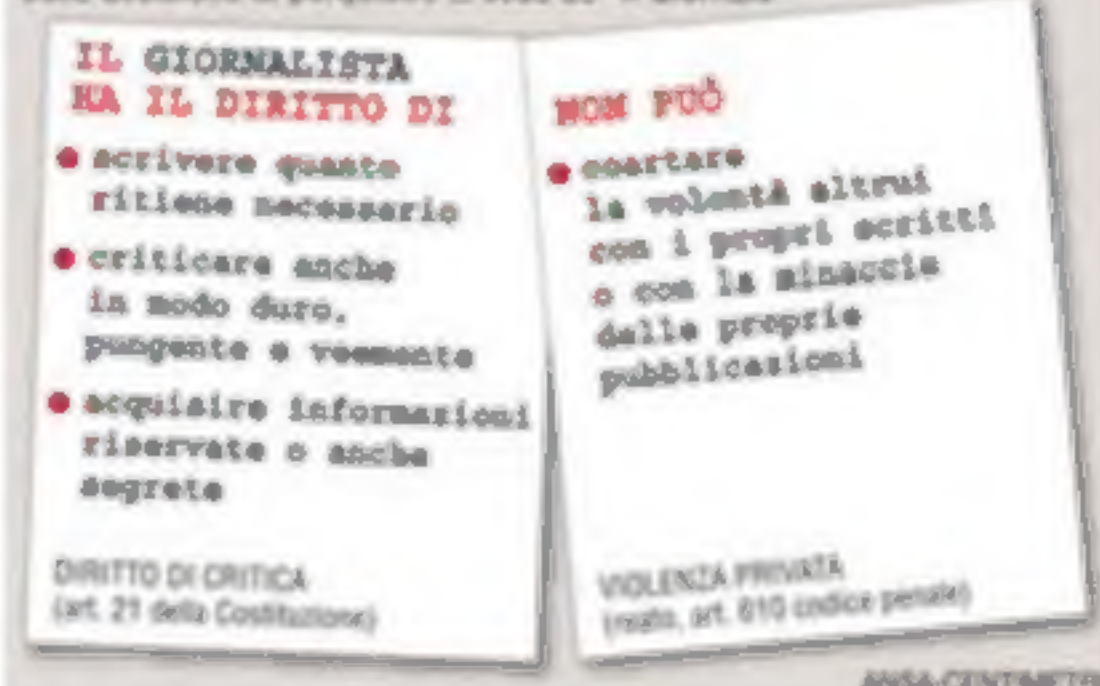 IL GIORNALISTA
HA IL DIRITTO DI
scrivere quanto
ritiene necessario
criticare anche
in modo duro,
pungente e veemente
acquisire informazioni
riservate o anche
segrete
DIRITTO DI CRITICA
(art. 21 della Costituzione)
NON PUÒ
coartare
la volontà altrui
con i propri scritti
o con la minaccia
delle proprie
pubblicazioni
VIOLENZA PRIVATA
(reato, art. 610 codice penale)
ANSA-CENTIMETRI